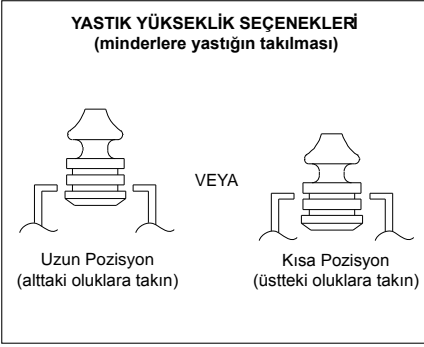 YASTIK YÜKSEKLİK SEÇENEKLERİ
(minderlere yastığın takılması)
VEYA
Uzun Pozisyon
(alttaki oluklara takın)
Kısa Pozisyon
(üstteki oluklara takın)